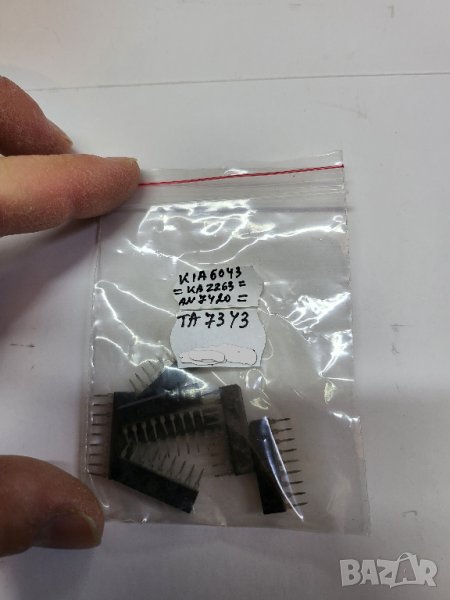 KIA6043
= KA2263 =
AN7420 =
TA7343
BAZAR